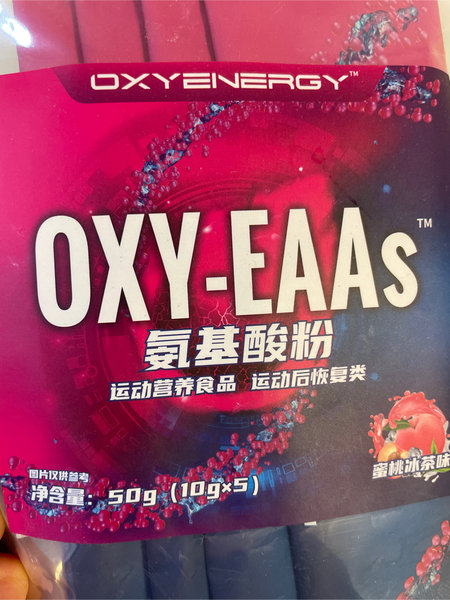 OXYENERGY™
OXY-EAAs™
氨基酸粉
运动营养食品 运动后恢复类
图片仅供参考
净含量：50g（10g×5）
蜜桃冰茶味